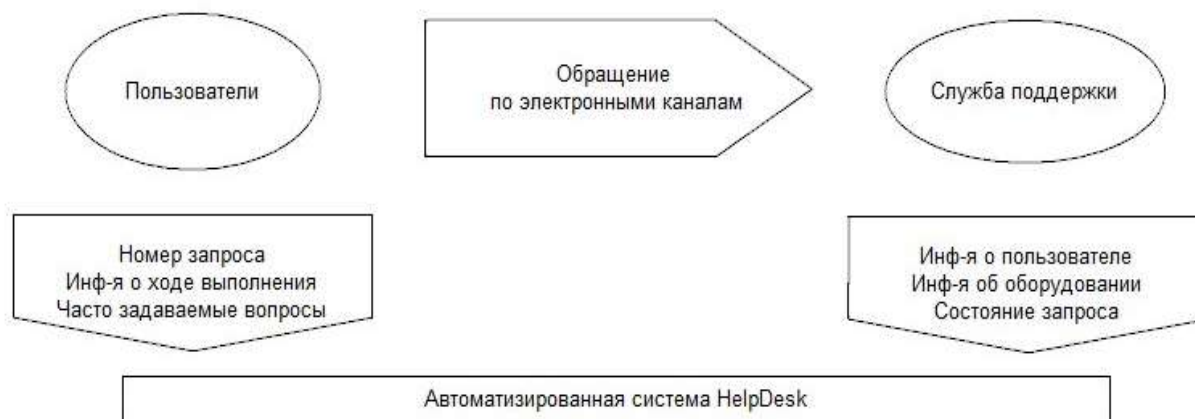 Пользователи
Обращение
по электронными каналам
Служба поддержки
Номер запроса
Инф-я о ходе выполнения
Часто задаваемые вопросы
Инф-я о пользователе
Инф-я об оборудовании
Состояние запроса
Автоматизированная система HelpDesk